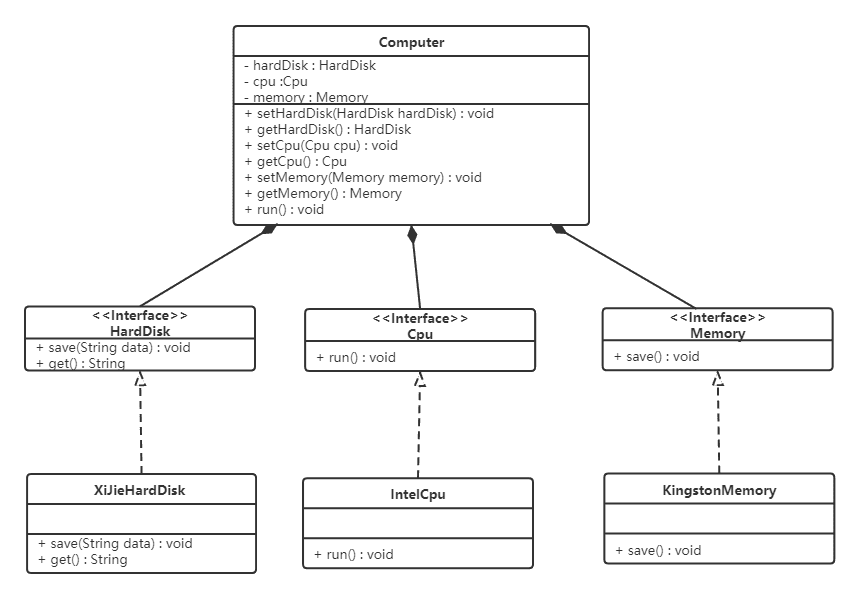 Computer
- hardDisk : HardDisk
- cpu :Cpu
- memory : Memory
+ setHardDisk(HardDisk hardDisk) : void
+ getHardDisk() : HardDisk
+ setCpu(Cpu cpu) : void
+ getCpu() : Cpu
+ setMemory(Memory memory) : void
+ getMemory() : Memory
+ run() : void
<<Interface>>
HardDisk
+ save(String data) : void
+ get() : String
<<Interface>>
Cpu
+ run() : void
<<Interface>>
Memory
+ save() : void
XiJieHardDisk
+ save(String data) : void
+ get() : String
IntelCpu
+ run() : void
KingstonMemory
+ save() : void